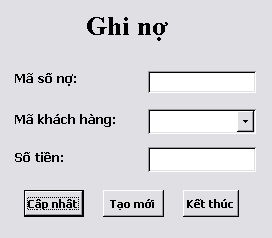 Ghi nợ
Mã số nợ:
Mã khách hàng:
Số tiền:
Cập nhật Tạo mới Kết thúc